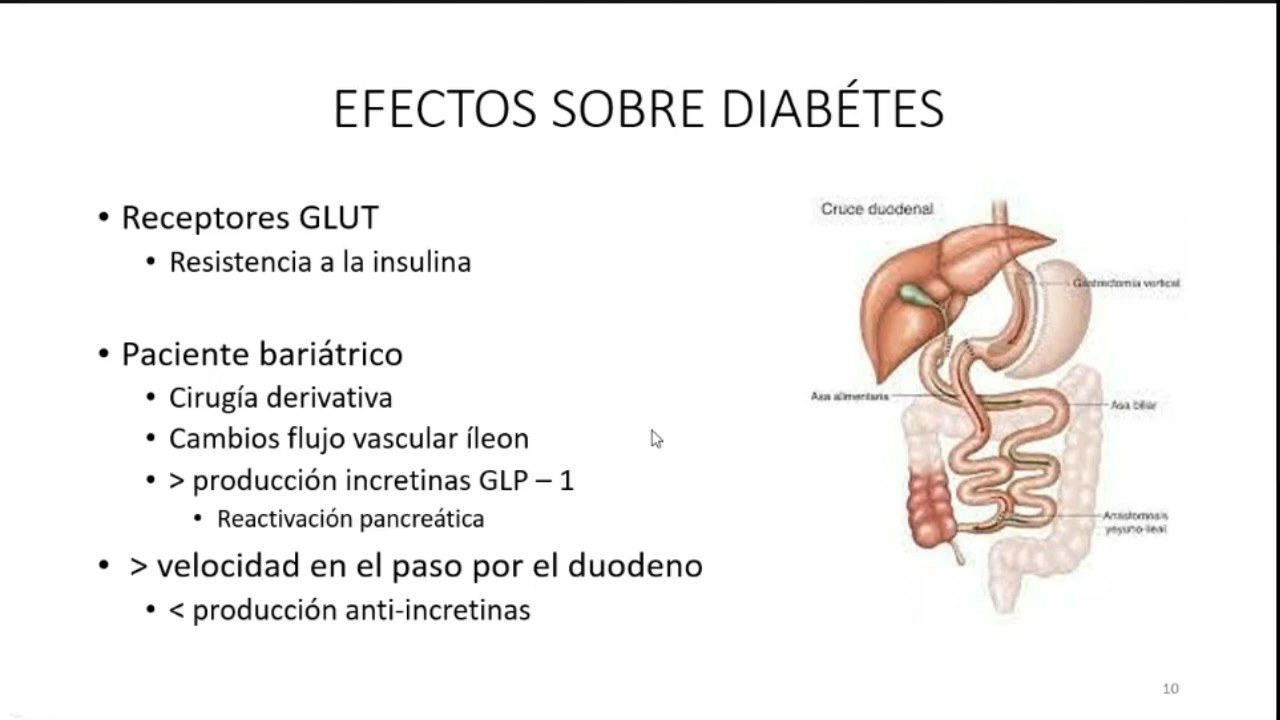 EFECTOS SOBRE DIABÉTES
• Receptores GLUT
• Resistencia a la insulina
• Paciente bariátrico
• Cirugía derivativa
• Cambios flujo vascular íleon
• > producción incretinas GLP – 1
• Reactivación pancreática
• > velocidad en el paso por el duodeno
• < producción anti-incretinas
Cruce duodenal
Gastrectomía vertical
Asa alimentaria
Asa biliar
Anastomosis
yeyuno-ileal
10